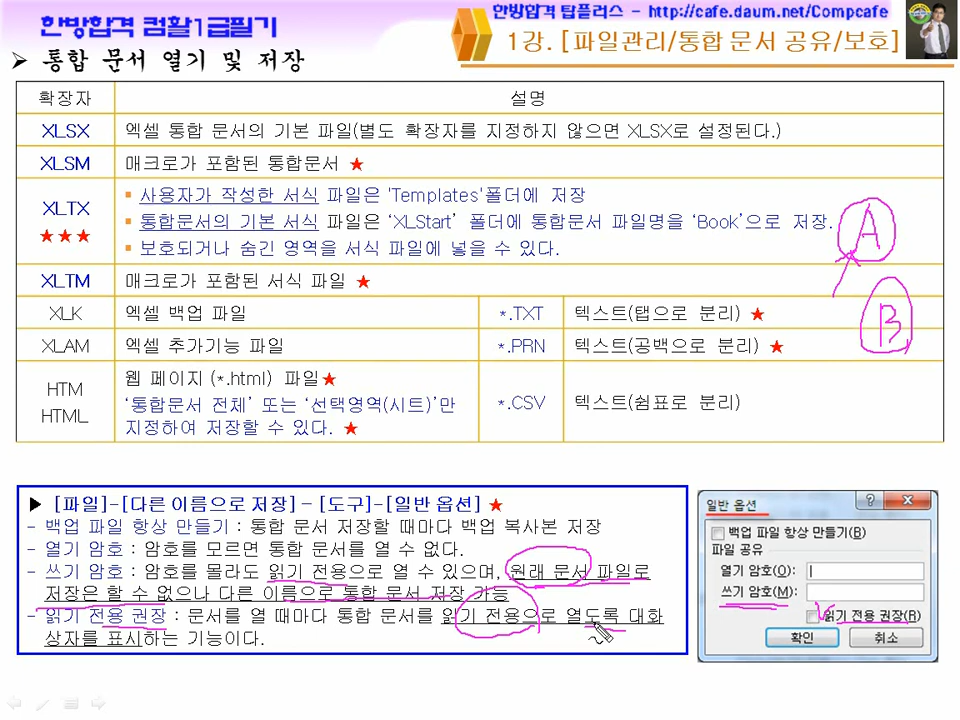 한방합격 컴활1급필기
한방합격 탑플러스 - http://cafe.daum.net/Compcafe
1강. [파일관리/통합 문서 공유/보호]
➢ 통합 문서 열기 및 저장
확장자 설명
XLSX 엑셀 통합 문서의 기본 파일(별도 확장자를 지정하지 않으면 XLSX로 설정된다.)
XLSM 매크로가 포함된 통합문서 ★
XLTX ★★★
▪ 사용자가 작성한 서식 파일은 'Templates'폴더에 저장
▪ 통합문서의 기본 서식 파일은 ‘XLStart’ 폴더에 통합문서 파일명을 ‘Book’으로 저장.
▪ 보호되거나 숨긴 영역을 서식 파일에 넣을 수 있다.
A
XLTM 매크로가 포함된 서식 파일 ★
XLK 엑셀 백업 파일 *.TXT 텍스트(탭으로 분리) ★
B
XLAM 엑셀 추가기능 파일 *.PRN 텍스트(공백으로 분리) ★
HTM
HTML
웹 페이지 (*.html) 파일★
‘통합문서 전체’ 또는 ‘선택영역(시트)’만
지정하여 저장할 수 있다. ★
*.CSV 텍스트(쉼표로 분리)
▶ [파일]-[다른 이름으로 저장] - [도구]-[일반 옵션] ★
- 백업 파일 항상 만들기 : 통합 문서 저장할 때마다 백업 복사본 저장
- 열기 암호 : 암호를 모르면 통합 문서를 열 수 없다.
- 쓰기 암호 : 암호를 몰라도 읽기 전용으로 열 수 있으며, 원래 문서 파일로
저장은 할 수 없으나 다른 이름으로 통합 문서 저장 가능
- 읽기 전용 권장 : 문서를 열 때마다 통합 문서를 읽기 전용으로 열도록 대화
상자를 표시하는 기능이다.
일반 옵션
백업 파일 항상 만들기(B)
파일 공유
열기 암호(O):
쓰기 암호(M):
읽기 전용 권장(R)
확인 취소